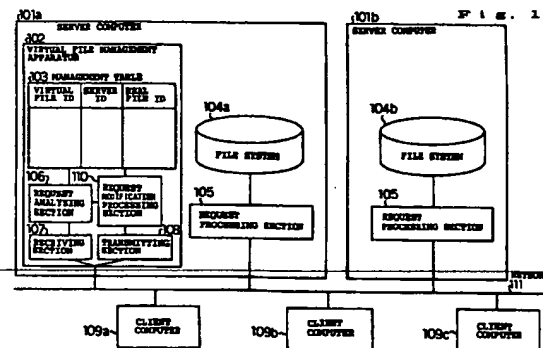 101a
SERVER COMPUTER
102
VIRTUAL FILE MANAGEMENT
APPARATUS
103 MANAGEMENT TABLE
VIRTUAL
FILE ID
SERVER
ID
REAL
FILE ID
106
REQUEST
ANALYZING
SECTION
110
REQUEST
MODIFICATION
PROCESSING
SECTION
107
RECEIVING
SECTION
108
TRANSMITTING
SECTION
104a
FILE SYSTEM
105
REQUEST
PROCESSING SECTION
101b
Fig. 1
SERVER COMPUTER
104b
FILE SYSTEM
105
REQUEST
PROCESSING SECTION
NETWORK
111
109a
CLIENT
COMPUTER
109b
CLIENT
COMPUTER
109c
CLIENT
COMPUTER